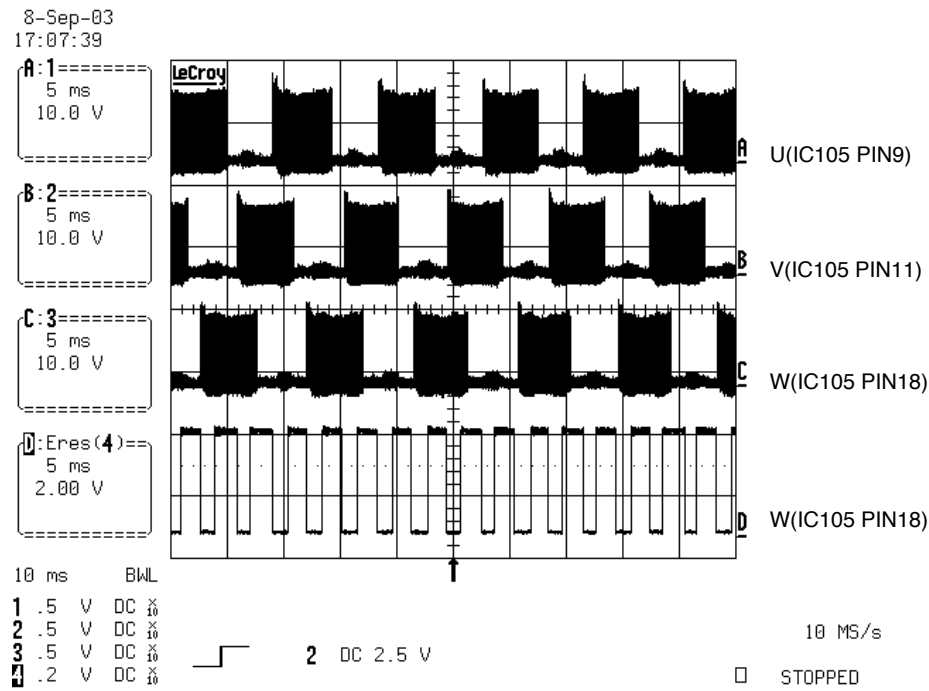 8-Sep-03
17:07:39
A:1
5 ms
10.0 V
B:2
5 ms
10.0 V
C:3
5 ms
10.0 V
D:Eres(4)
5 ms
2.00 V
LeCroy
A
B
C
D
U(IC105 PIN9)
V(IC105 PIN11)
W(IC105 PIN18)
W(IC105 PIN18)
10 ms BWL
1 .5 V DC X10
2 .5 V DC X10
3 .5 V DC X10
4 .2 V DC X10
2 DC 2.5 V
10 MS/s
STOPPED